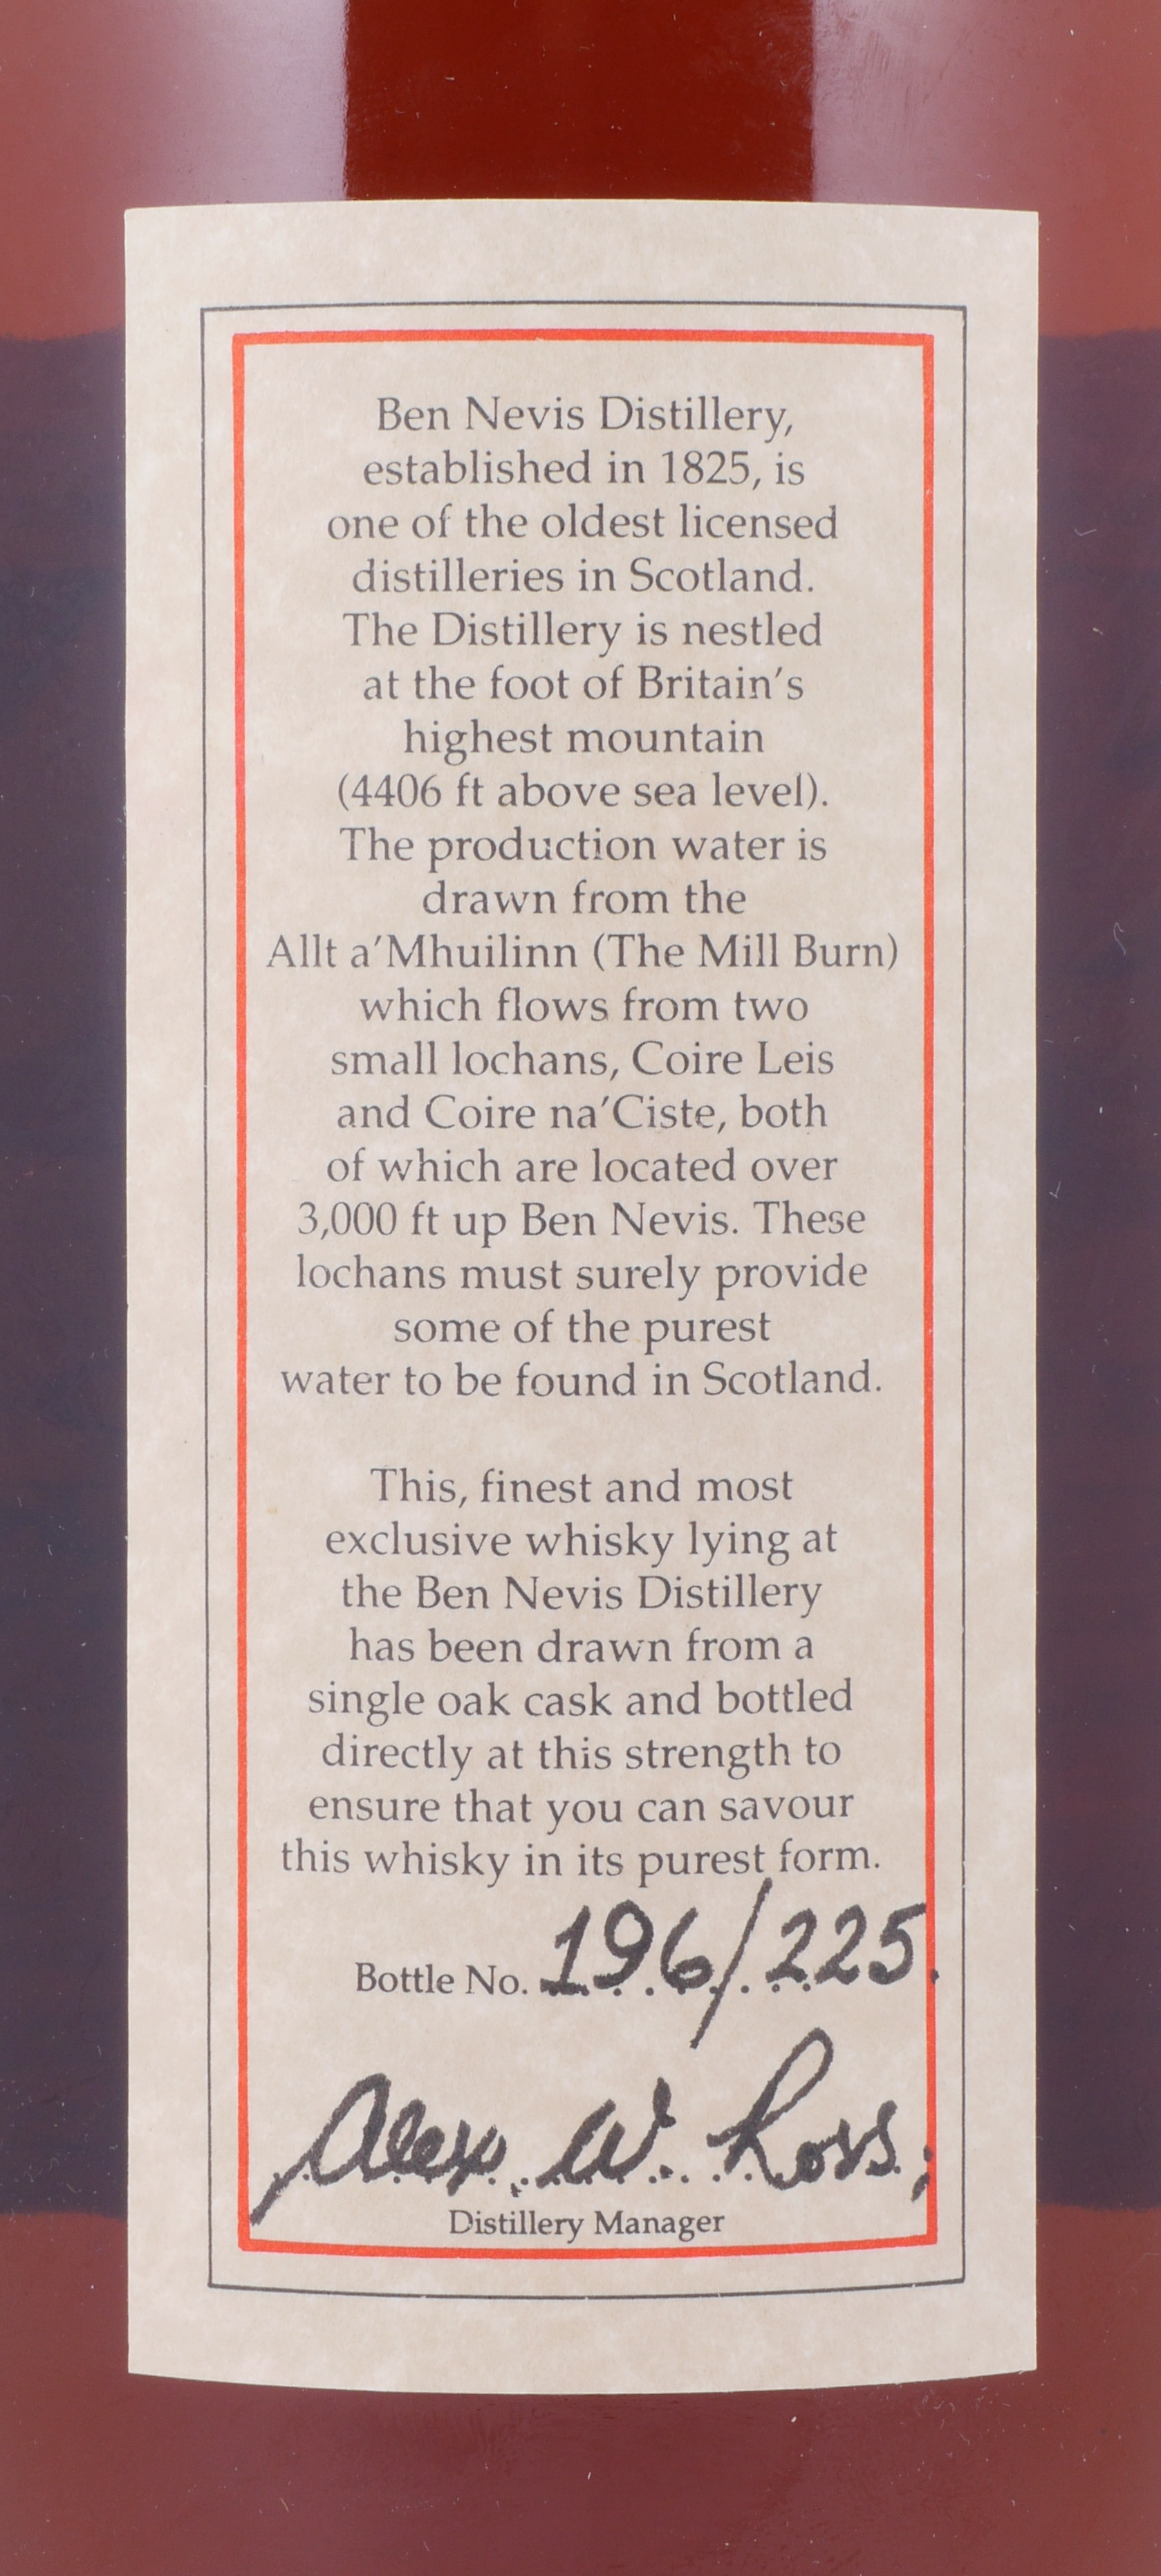 Ben Nevis Distillery,
established in 1825, is
one of the oldest licensed
distilleries in Scotland.
The Distillery is nestled
at the foot of Britain's
highest mountain
(4406 ft above sea level).
The production water is
drawn from the
Allt a'Mhuilinn (The Mill Burn)
which flows from two
small lochans, Coire Leis
and Coire na'Ciste, both
of which are located over
3,000 ft up Ben Nevis. These
lochans must surely provide
some of the purest
water to be found in Scotland.
This, finest and most
exclusive whisky lying at
the Ben Nevis Distillery
has been drawn from a
single oak cask and bottled
directly at this strength to
ensure that you can savour
this whisky in its purest form.
Bottle No. 196/225.
Alex. W. Ross
Distillery Manager